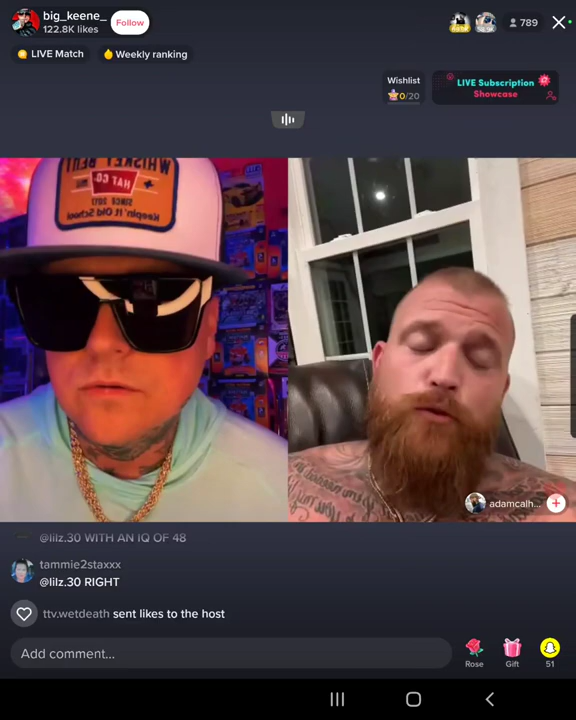 big_keene_
122.8K likes
Follow
789
LIVE Match
Weekly ranking
Wishlist
0/20
LIVE Subscription
Showcase
WHISKEY BENT
HAT CO.
SINCE 2017
Keepin' It Old School
adamcalh...
@lilz.30 WITH AN IQ OF 48
tammie2staxxx
@lilz.30 RIGHT
ttv.wetdeath sent likes to the host
Add comment...
Rose
Gift
51